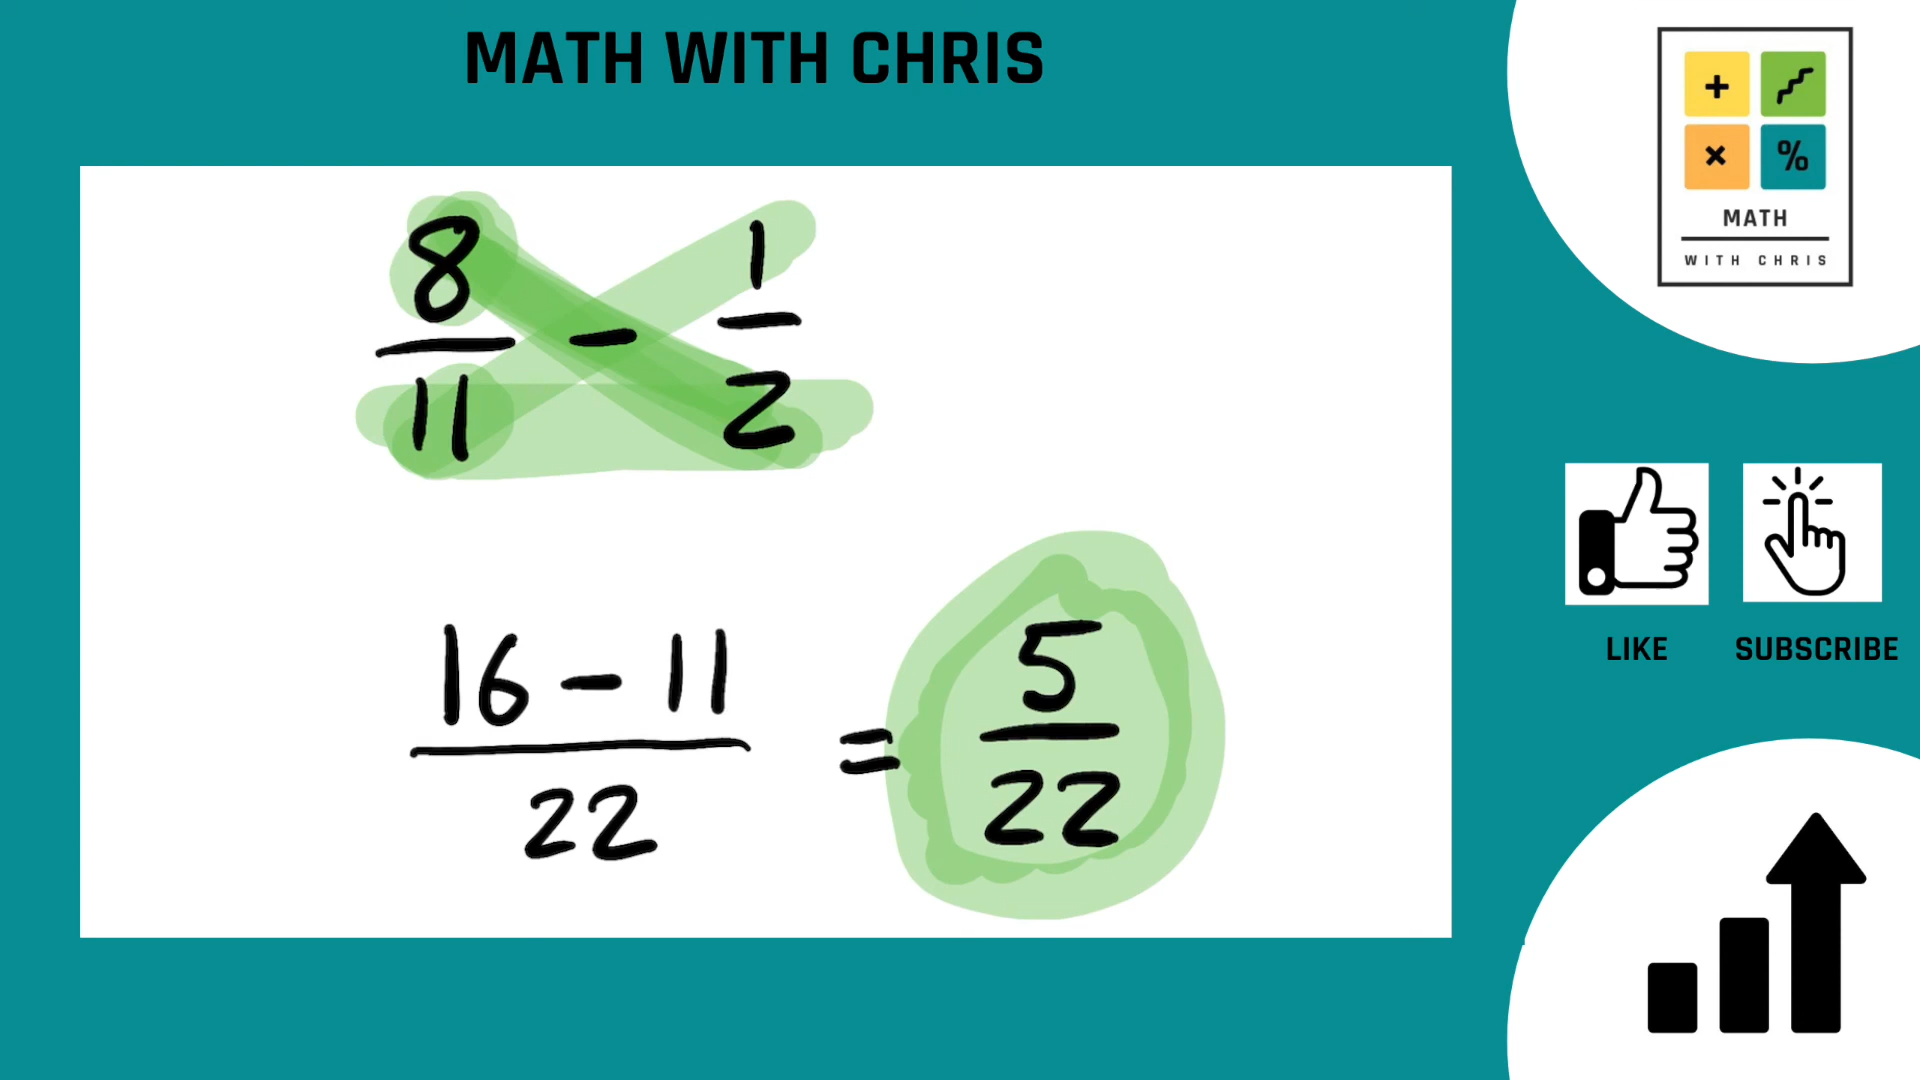 MATH WITH CHRIS
8/11 - 1/2
16 - 11/22 = 5/22
+
×
%
MATH
WITH CHRIS
LIKE
SUBSCRIBE